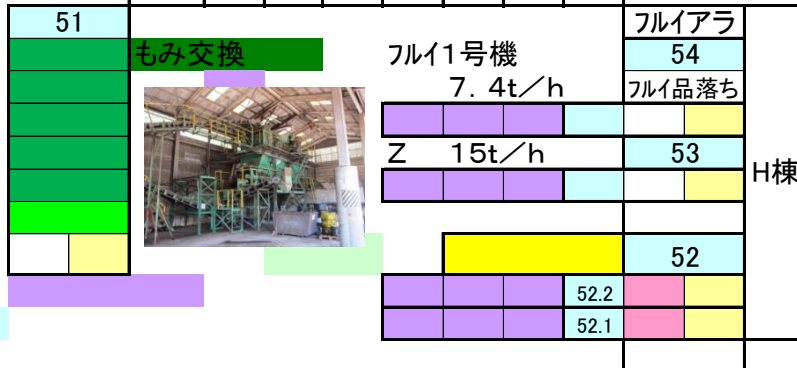 51
フルイアラ
もみ交換
フルイ1号機
54
7．4t／h
フルイ品落ち
Z　15t／h
53
H棟
52
52.2
52.1